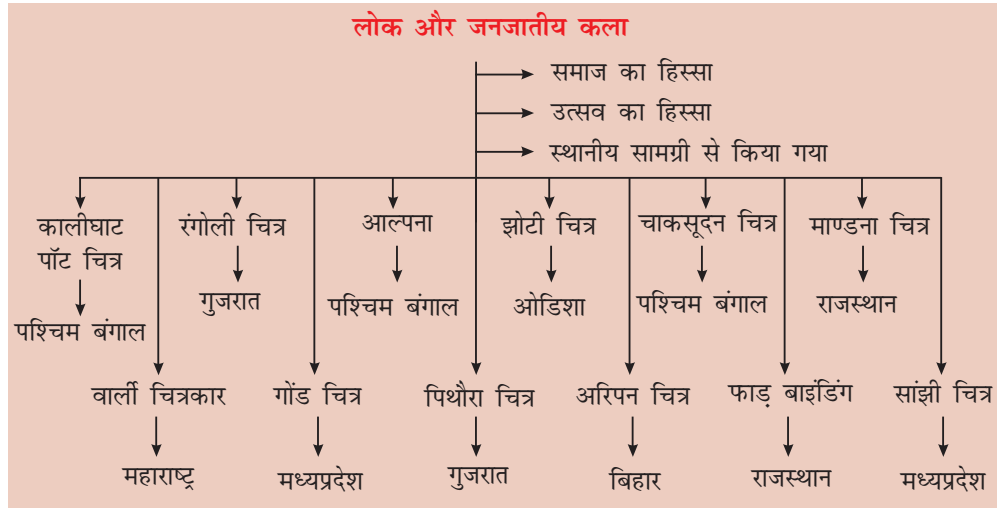 लोक और जनजातीय कला
समाज का हिस्सा
उत्सव का हिस्सा
स्थानीय सामग्री से किया गया
कालीघाट
पॉट चित्र
पश्चिम बंगाल
रंगोली चित्र
गुजरात
आल्पना
पश्चिम बंगाल
झोटी चित्र
ओडिशा
चाकसूदन चित्र
पश्चिम बंगाल
माण्डना चित्र
राजस्थान
वार्ली चित्रकार
महाराष्ट्र
गोंड चित्र
मध्यप्रदेश
पिथौरा चित्र
गुजरात
अरिपन चित्र
बिहार
फाड़ बाइंडिंग
राजस्थान
सांझी चित्र
मध्यप्रदेश